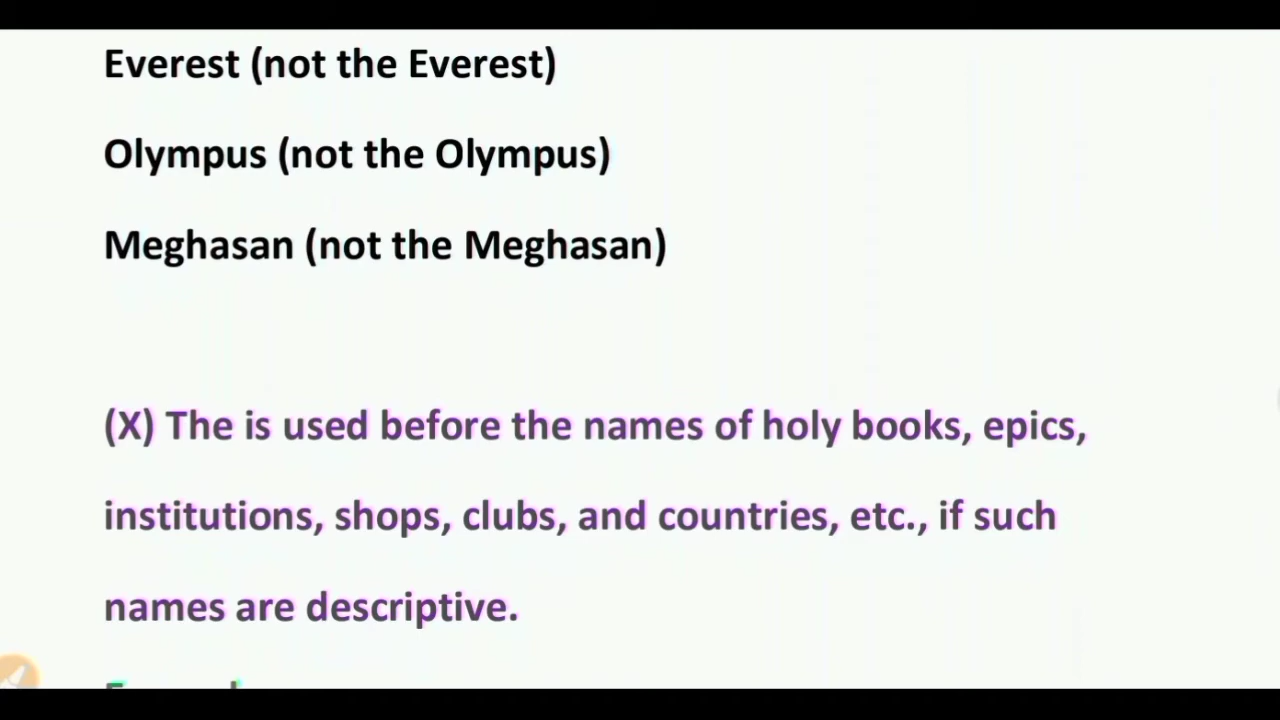 Everest (not the Everest)
Olympus (not the Olympus)
Meghasan (not the Meghasan)
(X) The is used before the names of holy books, epics,
institutions, shops, clubs, and countries, etc., if such
names are descriptive.